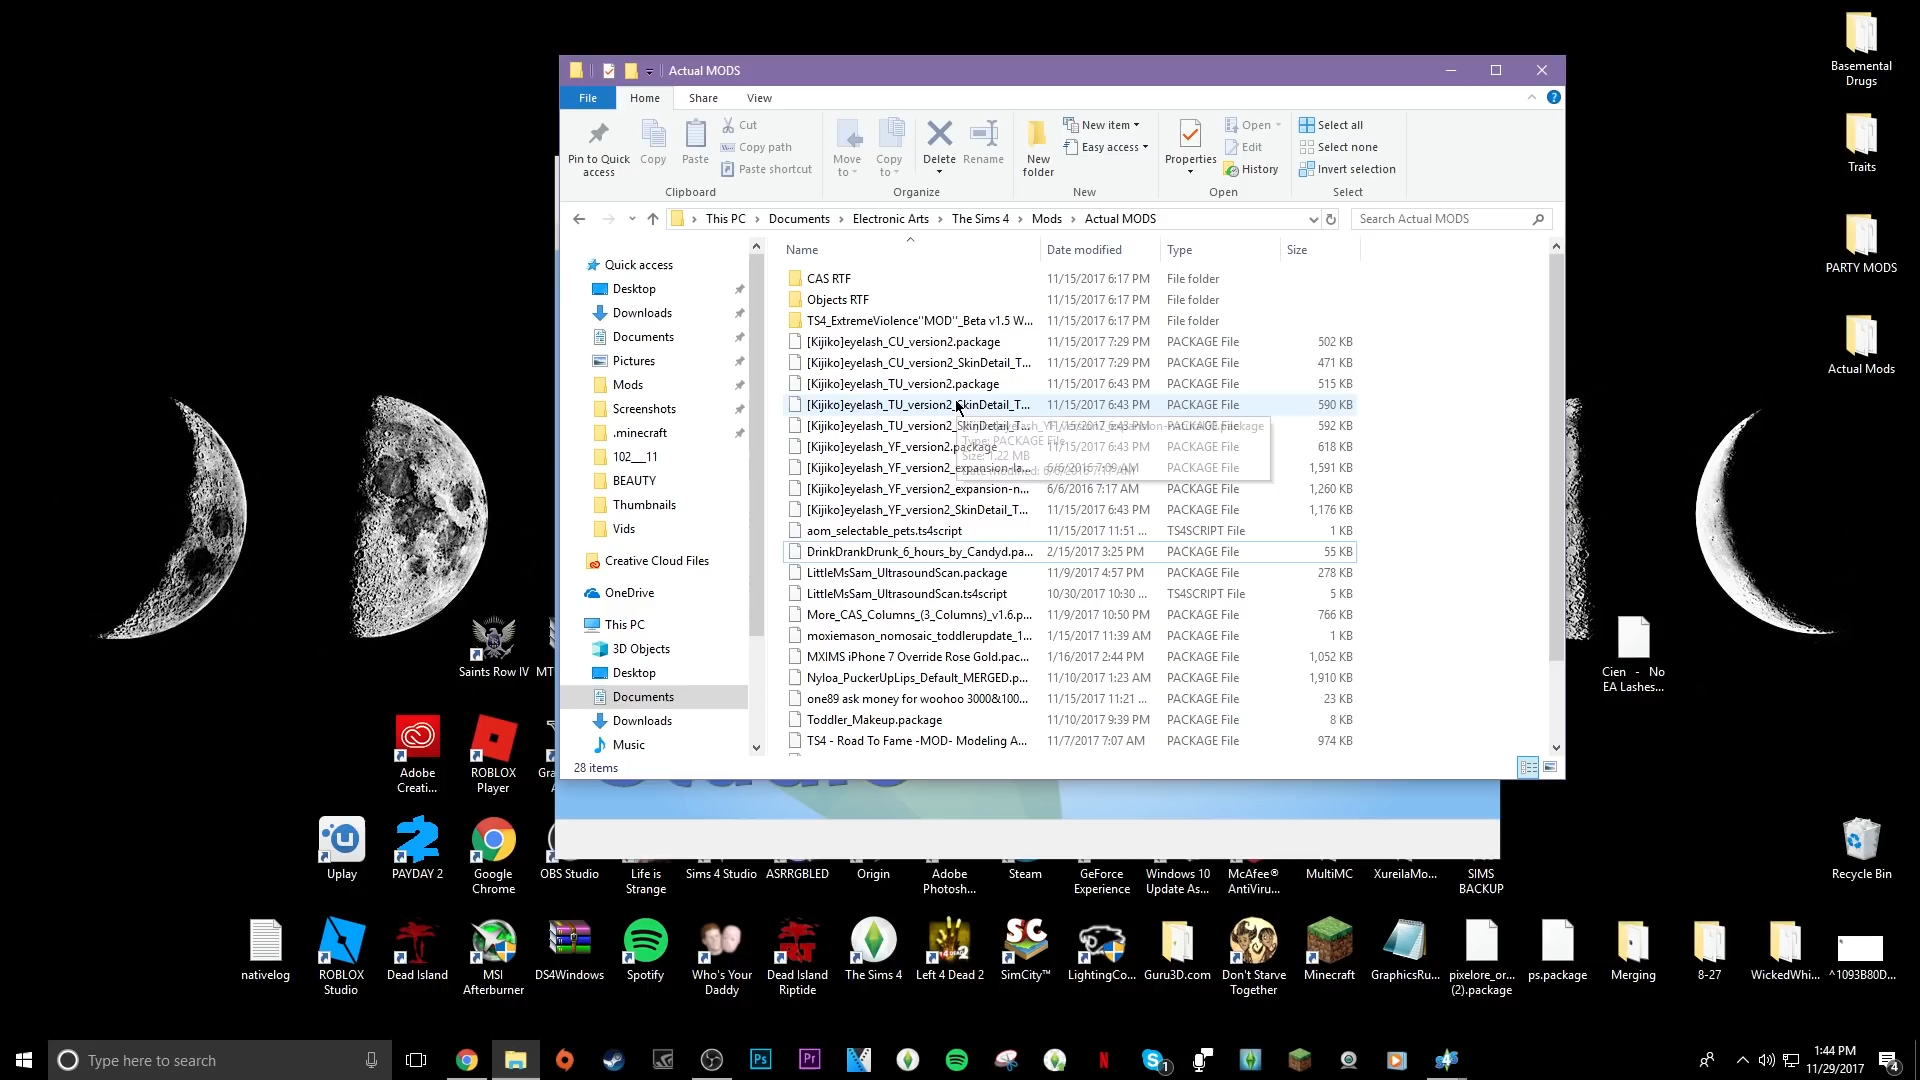 Actual MODS
File Home Share View
Pin to Quick access
Copy
Paste
Cut
Copy path
Paste shortcut
Clipboard
Move to
Copy to
Delete
Rename
Organize
New folder
New item
Easy access
New
Properties
Open
Edit
History
Open
Select all
Select none
Invert selection
Select
This PC > Documents > Electronic Arts > The Sims 4 > Mods > Actual MODS
Search Actual MODS
Quick access
Desktop
Downloads
Documents
Pictures
Mods
Screenshots
.minecraft
102___11
BEAUTY
Thumbnails
Vids
Creative Cloud Files
OneDrive
This PC
3D Objects
Desktop
Documents
Downloads
Music
Name Date modified Type Size
CAS RTF 11/15/2017 6:17 PM File folder
Objects RTF 11/15/2017 6:17 PM File folder
TS4_ExtremeViolence''MOD''_Beta v1.5 W... 11/15/2017 6:17 PM File folder
[Kijiko]eyelash_CU_version2.package 11/15/2017 7:29 PM PACKAGE File 502 KB
[Kijiko]eyelash_CU_version2_SkinDetail_T... 11/15/2017 7:29 PM PACKAGE File 471 KB
[Kijiko]eyelash_TU_version2.package 11/15/2017 6:43 PM PACKAGE File 515 KB
[Kijiko]eyelash_TU_version2_SkinDetail_T... 11/15/2017 6:43 PM PACKAGE File 590 KB
[Kijiko]eyelash_TU_version2_SkinDetail_T... 11/15/2017 6:43 PM PACKAGE File 592 KB
[Kijiko]eyelash_YF_version2.package 11/15/2017 6:43 PM PACKAGE File 618 KB
[Kijiko]eyelash_YF_version2_expansion-la... 6/6/2016 7:09 AM PACKAGE File 1,591 KB
[Kijiko]eyelash_YF_version2_expansion-n... 6/6/2016 7:17 AM PACKAGE File 1,260 KB
[Kijiko]eyelash_YF_version2_SkinDetail_T... 11/15/2017 6:43 PM PACKAGE File 1,176 KB
aom_selectable_pets.ts4script 11/15/2017 11:51 ... TS4SCRIPT File 1 KB
DrinkDrankDrunk_6_hours_by_Candyd.pa... 2/15/2017 3:25 PM PACKAGE File 55 KB
LittleMsSam_UltrasoundScan.package 11/9/2017 4:57 PM PACKAGE File 278 KB
LittleMsSam_UltrasoundScan.ts4script 10/30/2017 10:30 ... TS4SCRIPT File 5 KB
More_CAS_Columns_(3_Columns)_v1.6.p... 11/9/2017 10:50 PM PACKAGE File 766 KB
moxiemason_nomosaic_toddlerupdate_1... 1/15/2017 11:39 AM PACKAGE File 1 KB
MXIMS iPhone 7 Override Rose Gold.pac... 1/16/2017 2:44 PM PACKAGE File 1,052 KB
Nyloa_PuckerUpLips_Default_MERGED.p... 11/10/2017 1:23 AM PACKAGE File 1,910 KB
one89 ask money for woohoo 3000&100... 11/15/2017 11:21 ... PACKAGE File 23 KB
Toddler_Makeup.package 11/10/2017 9:39 PM PACKAGE File 8 KB
TS4 - Road To Fame -MOD- Modeling A... 11/7/2017 7:07 AM PACKAGE File 974 KB
Type: PACKAGE File
Size: 1.22 MB
Date modified: 6/6/2016 7:17 AM
28 items
Basemental Drugs
Traits
PARTY MODS
Actual Mods
Cien - No EA Lashes...
Recycle Bin
Saints Row IV
MT
Adobe Creati...
ROBLOX Player
Gra
Uplay
PAYDAY 2
Google Chrome
OBS Studio
Life is Strange
Sims 4 Studio
ASRRGBLED
Origin
Adobe Photosh...
Steam
GeForce Experience
Windows 10 Update As...
McAfee® AntiViru...
MultiMC
XureilaMo...
SIMS BACKUP
nativelog
ROBLOX Studio
Dead Island
MSI Afterburner
DS4Windows
Spotify
Who's Your Daddy
Dead Island Riptide
The Sims 4
Left 4 Dead 2
SimCity™
LightingCo...
Guru3D.com
Don't Starve Together
Minecraft
GraphicsRu...
pixelore_or... (2).package
ps.package
Merging
8-27
WickedWhi...
^1093B80D...
Type here to search
1:44 PM
11/29/2017
4